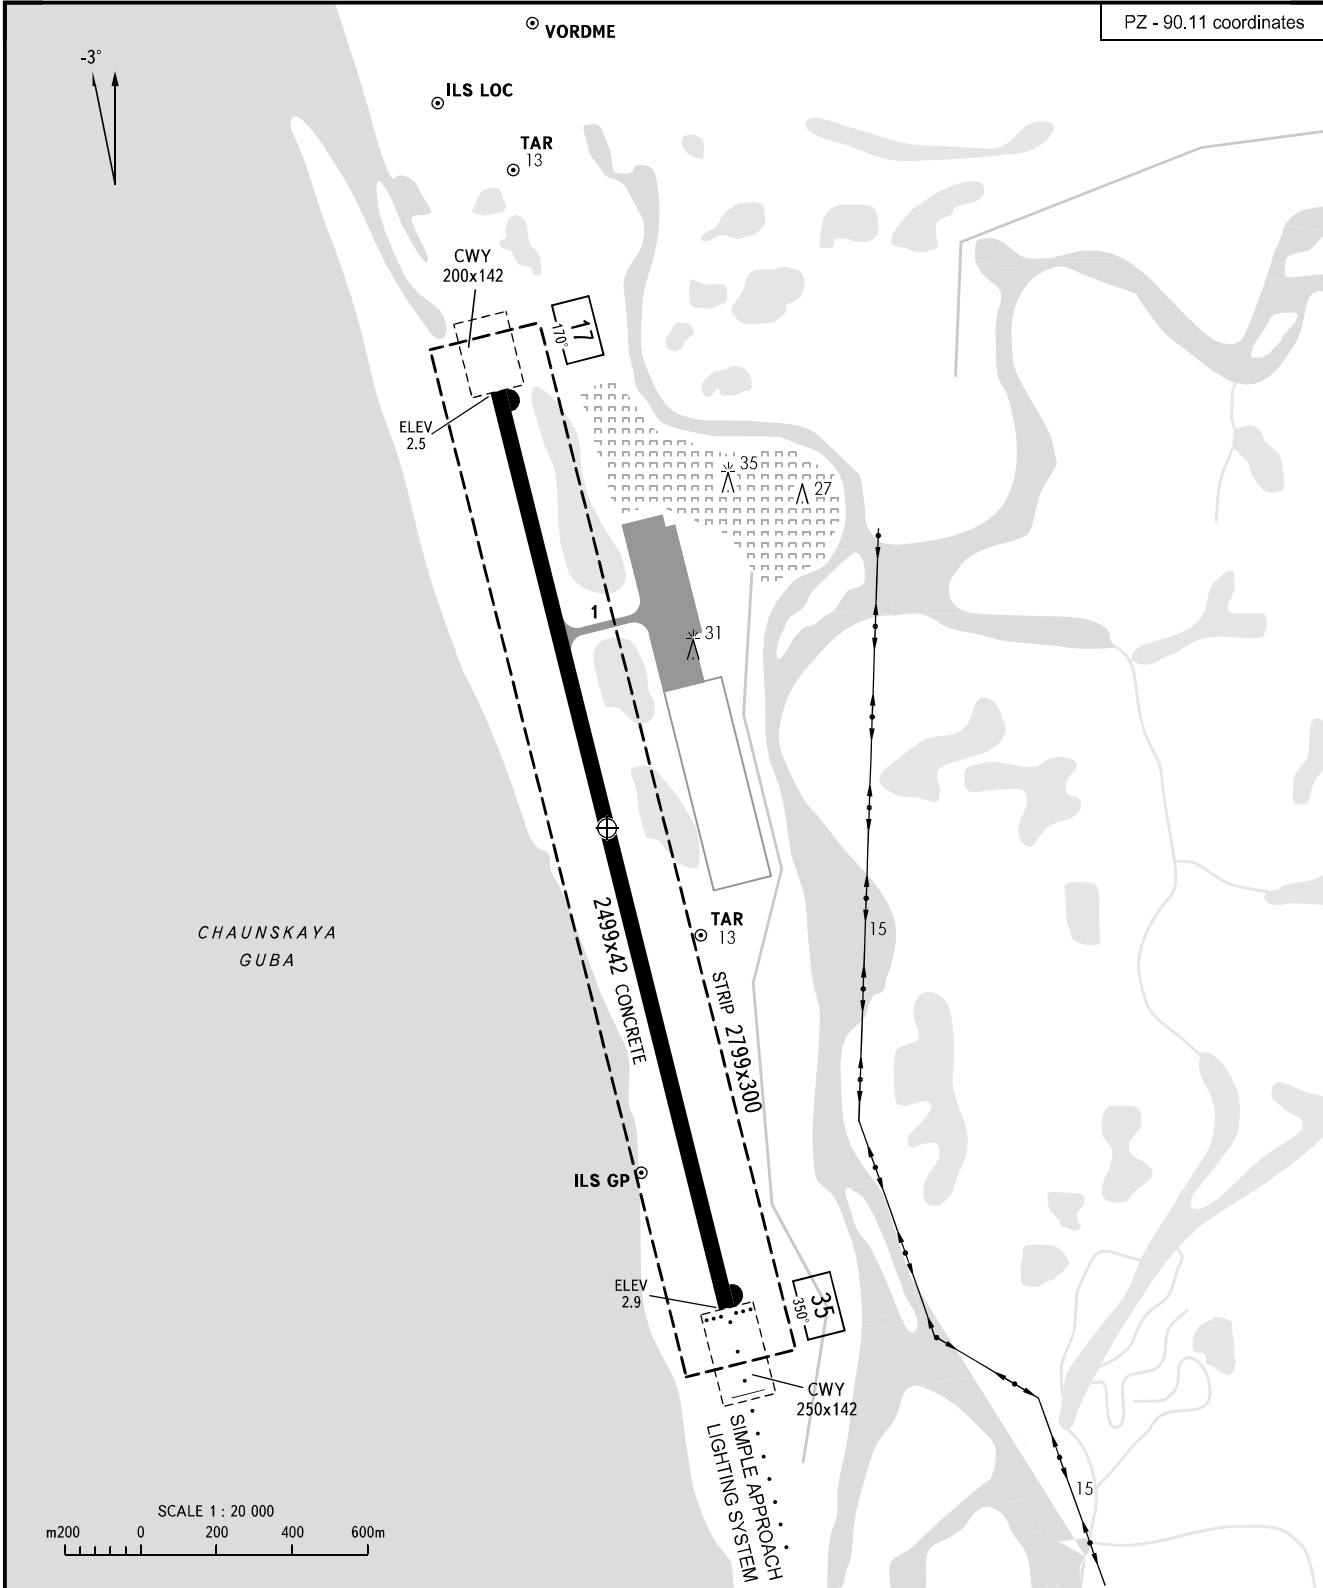 PZ - 90.11 coordinates
VORDME
-3°
ILS LOC
TAR
13
CWY
200x142
17
170°
ELEV
2.5
35
27
1
31
2499x42 CONCRETE
CHAUNSKAYA
GUBA
TAR
13
15
STRIP 2799x300
ILS GP
ELEV
2.9
35
350°
CWY
250x142
SIMPLE APPROACH
LIGHTING SYSTEM
15
SCALE 1 : 20 000
m200 0 200 400 600m